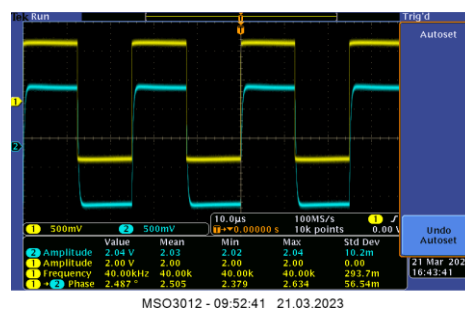 Tek Run Trig'd
Autoset
1
2
10.0µs 100MS/s 1
1 500mV 2 500mV T→▼0.00000 s 10k points 0.00 V
Value Mean Min Max Std Dev
2 Amplitude 2.04 V 2.03 2.02 2.04 10.2m
1 Amplitude 2.00 V 2.00 2.00 2.00 0.00
1 Frequency 40.00kHz 40.00k 40.00k 40.00k 293.7m
1→2 Phase 2.487 ° 2.505 2.379 2.634 56.54m
Undo
Autoset
21 Mar 202
16:43:41
MSO3012 - 09:52:41 21.03.2023